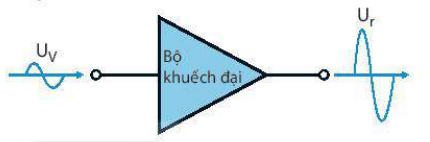 U_V
Bộ
khuếch đại
U_r